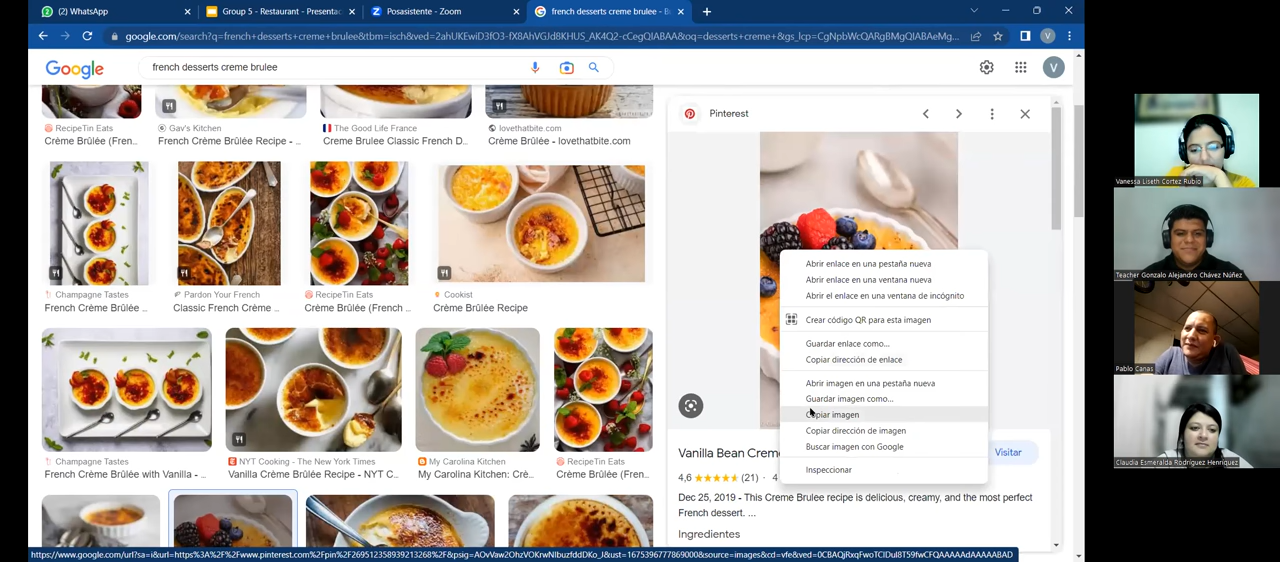 (2) WhatsApp
Group 5 - Restaurant - Presentac
Posasistente - Zoom
french desserts creme brulee - B
google.com/search?q=french+desserts+creme+brulee&tbm=isch&ved=2ahUKEwiD3fO3-fX8AhVGJd8KHUS_AK4Q2-cCegQIABAA&oq=desserts+creme+&gs_lcp=CgNpbWcQARgBMgQIABBDMgQIABAeMg...
V
Google
french desserts creme brulee
V
Pinterest
RecipeTin Eats
Crème Brûlée (Fren...
Gav's Kitchen
French Crème Brûlée Recipe - ...
The Good Life France
Creme Brulee Classic French D...
lovethatbite.com
Crème Brûlée - lovethatbite.com
Champagne Tastes
French Crème Brûlée ...
Pardon Your French
Classic French Crème ...
RecipeTin Eats
Crème Brûlée (French ...
Cookist
Crème Brûlée Recipe
Champagne Tastes
French Crème Brûlée with Vanilla - ...
NYT Cooking - The New York Times
Vanilla Crème Brûlée Recipe - NYT C...
My Carolina Kitchen
My Carolina Kitchen: Crè...
RecipeTin Eats
Crème Brûlée (Fren...
Abrir enlace en una pestaña nueva
Abrir enlace en una ventana nueva
Abrir el enlace en una ventana de incógnito
Crear código QR para esta imagen
Guardar enlace como...
Copiar dirección de enlace
Abrir imagen en una pestaña nueva
Guardar imagen como...
Copiar imagen
Copiar dirección de imagen
Buscar imagen con Google
Inspeccionar
Vanilla Bean Crem
Visitar
4,6 ★★★★★ (21) · 4
Dec 25, 2019 - This Creme Brulee recipe is delicious, creamy, and the most perfect
French dessert. ...
Ingredientes
Vanessa Liseth Cortez Rubio
Teacher Gonzalo Alejandro Chávez Núñez
Pablo Canas
Claudia Esmeralda Rodríguez Henríquez